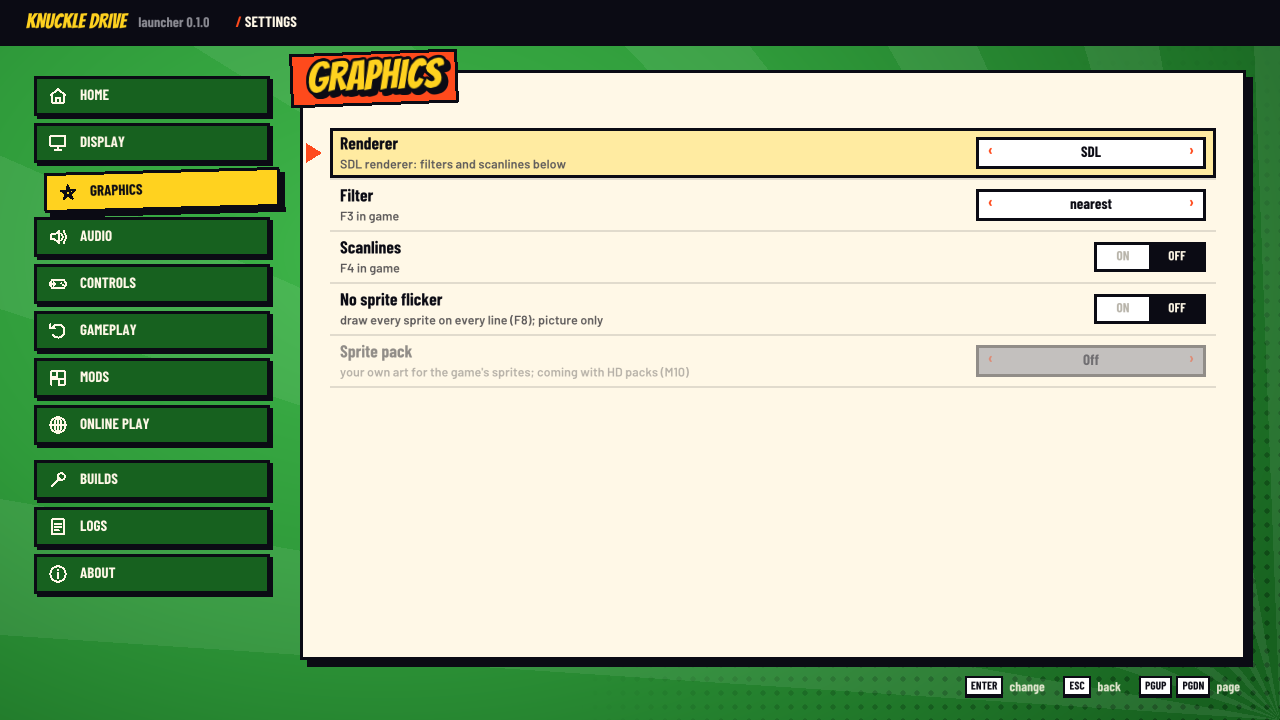 KNUCKLE DRIVE launcher 0.1.0 / SETTINGS
GRAPHICS
HOME
DISPLAY
GRAPHICS
AUDIO
CONTROLS
GAMEPLAY
MODS
ONLINE PLAY
BUILDS
LOGS
ABOUT
Renderer
SDL renderer: filters and scanlines below
‹ SDL ›
Filter
F3 in game
‹ nearest ›
Scanlines
F4 in game
ON OFF
No sprite flicker
draw every sprite on every line (F8); picture only
ON OFF
Sprite pack
your own art for the game's sprites; coming with HD packs (M10)
‹ Off ›
ENTER change ESC back PGUP PGDN page